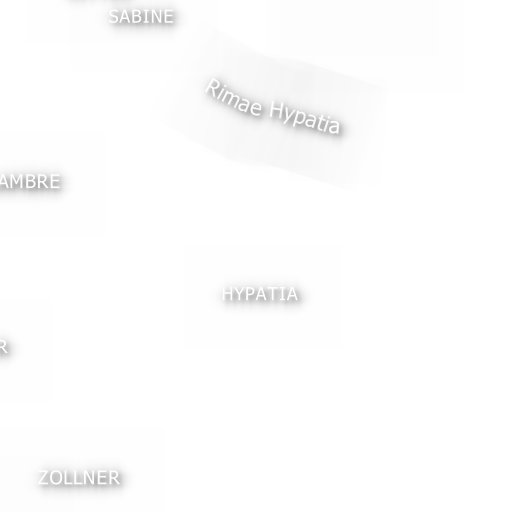 SABINE
Rimae Hypatia
AMBRE
HYPATIA
R
ZOLLNER